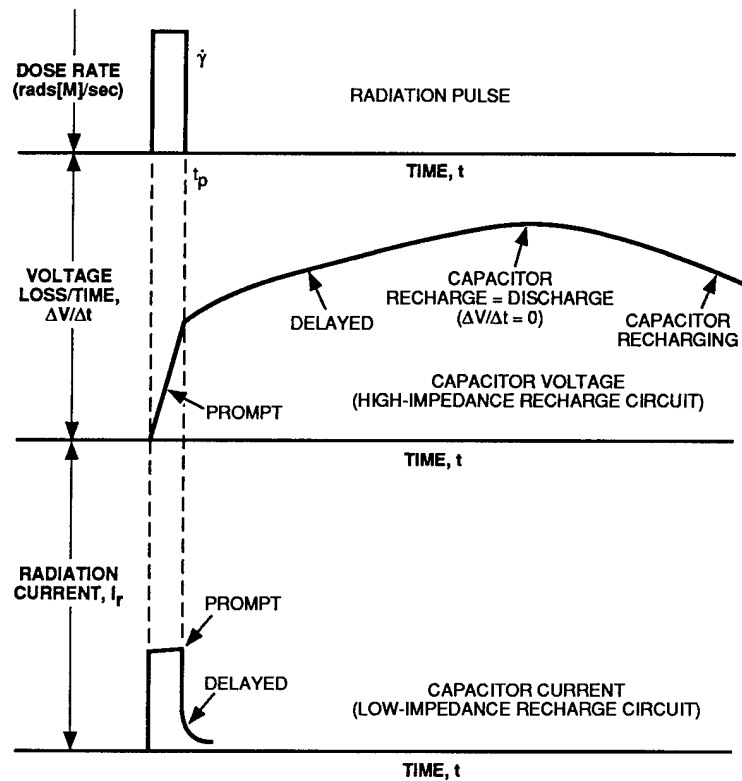 DOSE RATE
(rads[M]/sec)
γ̇
RADIATION PULSE
TIME, t
tp
VOLTAGE
LOSS/TIME,
ΔV/Δt
DELAYED
CAPACITOR
RECHARGE = DISCHARGE
(ΔV/Δt = 0)
CAPACITOR
RECHARGING
PROMPT
CAPACITOR VOLTAGE
(HIGH-IMPEDANCE RECHARGE CIRCUIT)
TIME, t
RADIATION
CURRENT, Ir
PROMPT
DELAYED
CAPACITOR CURRENT
(LOW-IMPEDANCE RECHARGE CIRCUIT)
TIME, t